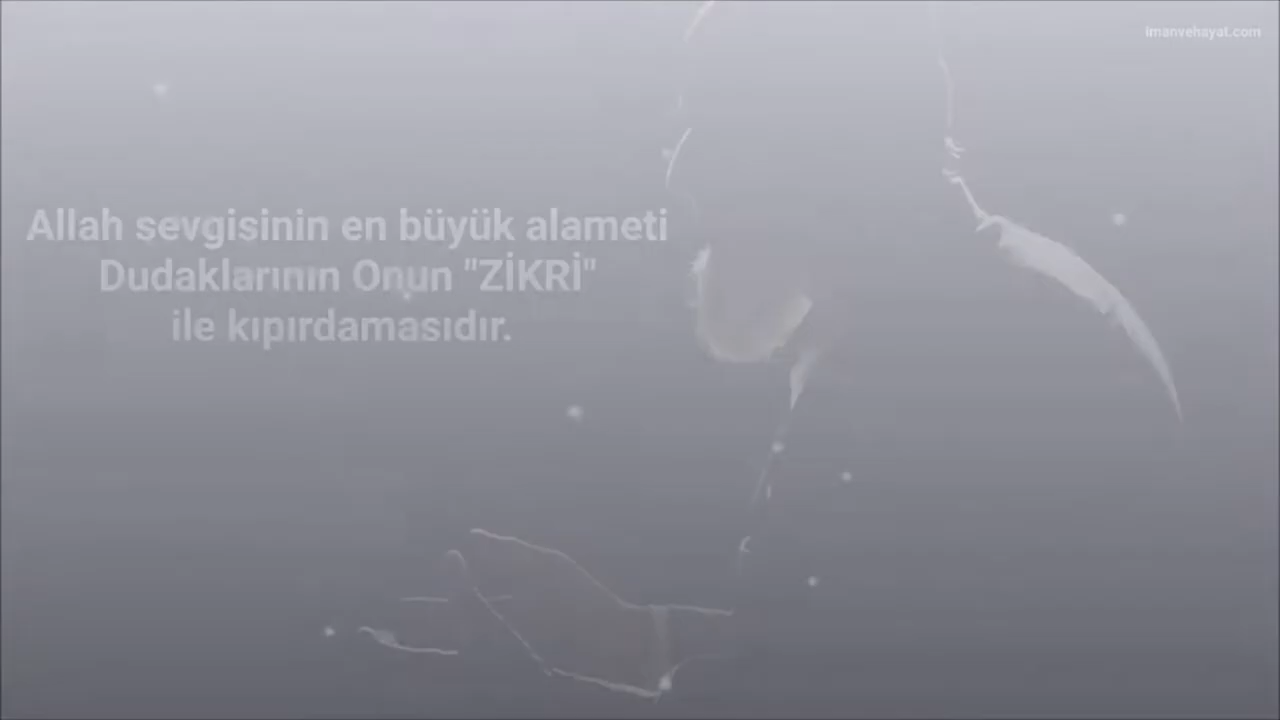 imanvehayat.com
Allah sevgisinin en büyük alameti
Dudaklarının Onun "ZİKRİ"
ile kıpırdamasıdır.